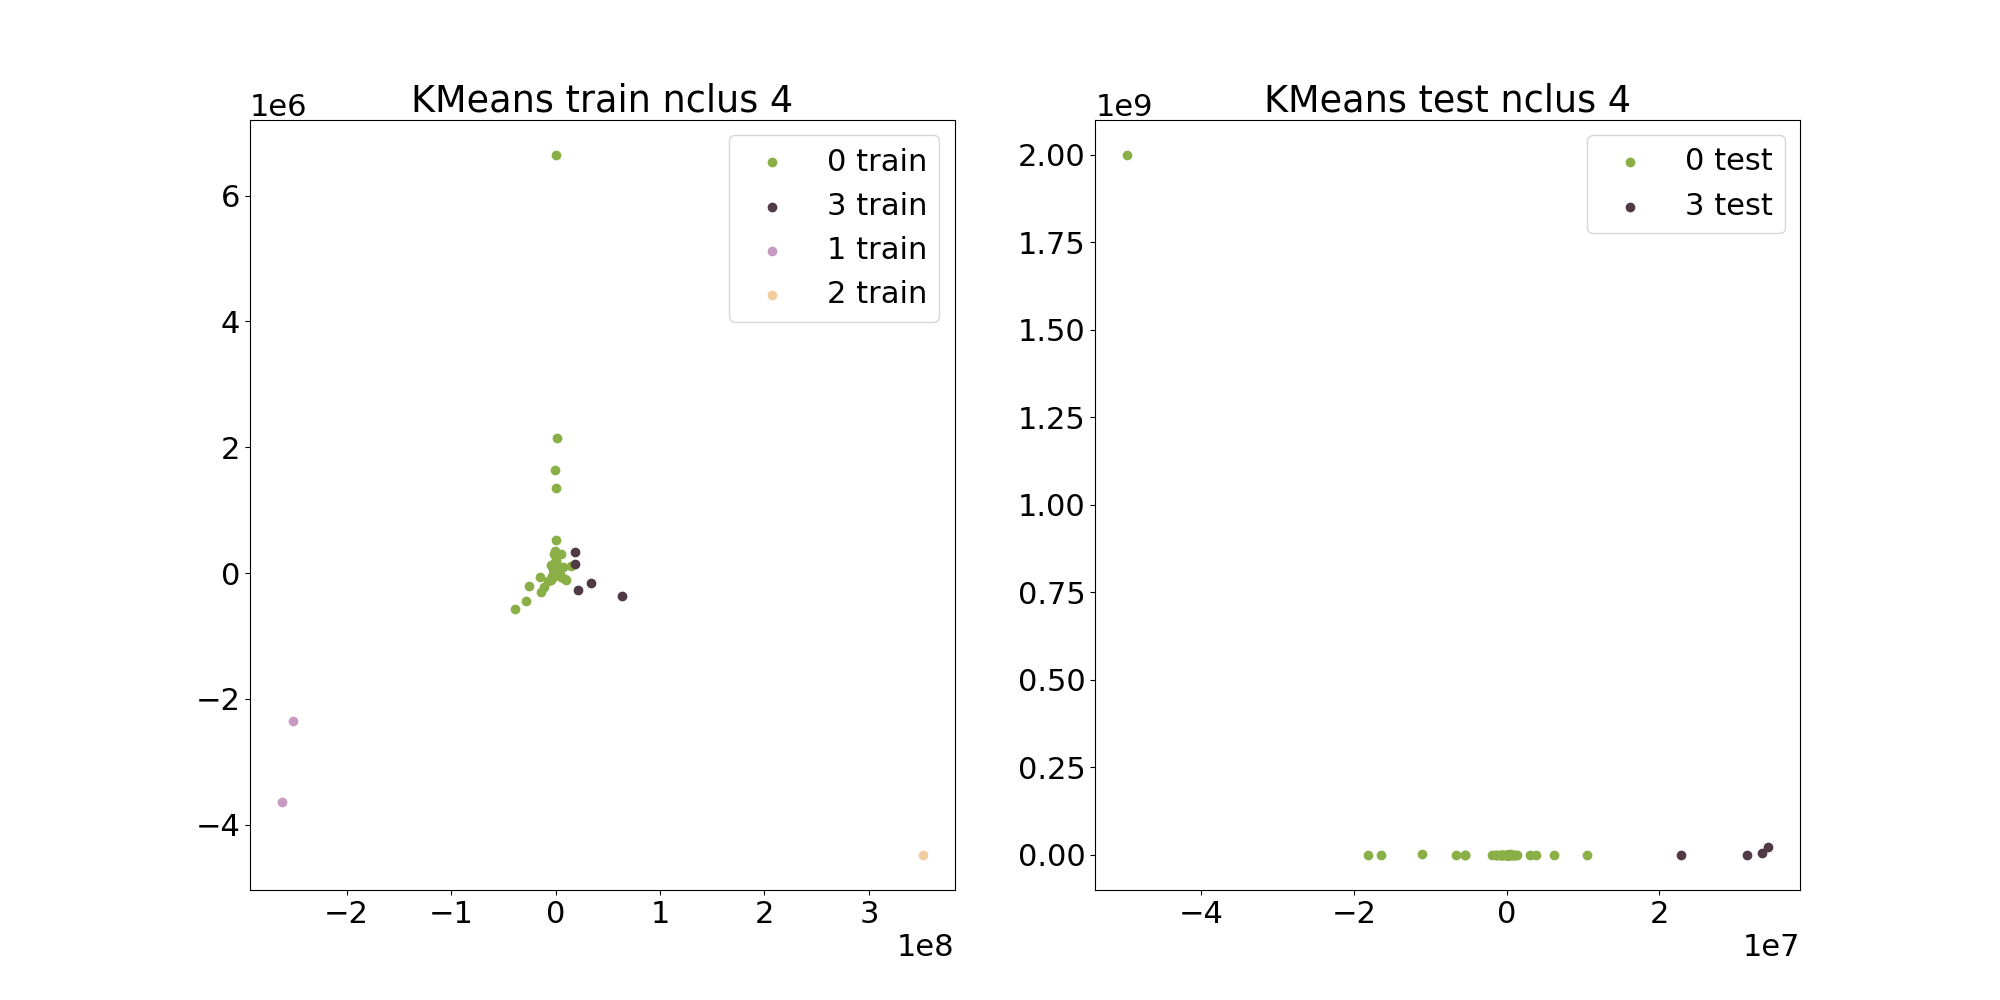 KMeans train nclus 4
1e6
0 train
3 train
1 train
2 train
6
4
2
0
−2
−4
−2 −1 0 1 2 3
1e8
KMeans test nclus 4
1e9
0 test
3 test
2.00
1.75
1.50
1.25
1.00
0.75
0.50
0.25
0.00
−4 −2 0 2
1e7